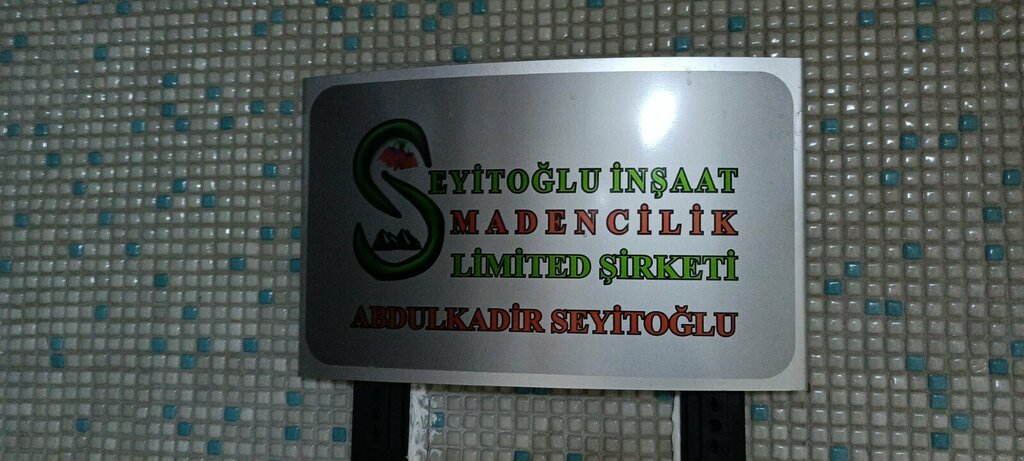 SEYİTOĞLU İNŞAAT
MADENCİLİK
LİMİTED ŞİRKETİ
ABDULKADİR SEYİTOĞLU